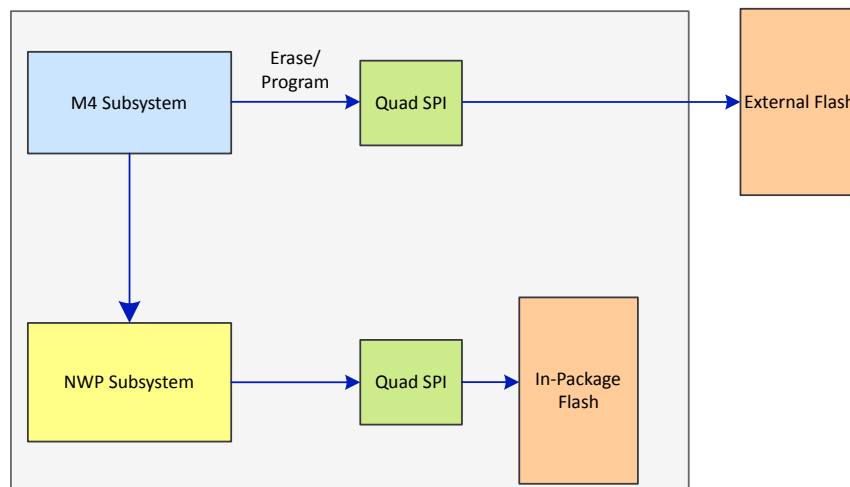 Erase/
Program
M4 Subsystem
Quad SPI
External Flash
NWP Subsystem
Quad SPI
In-Package
Flash